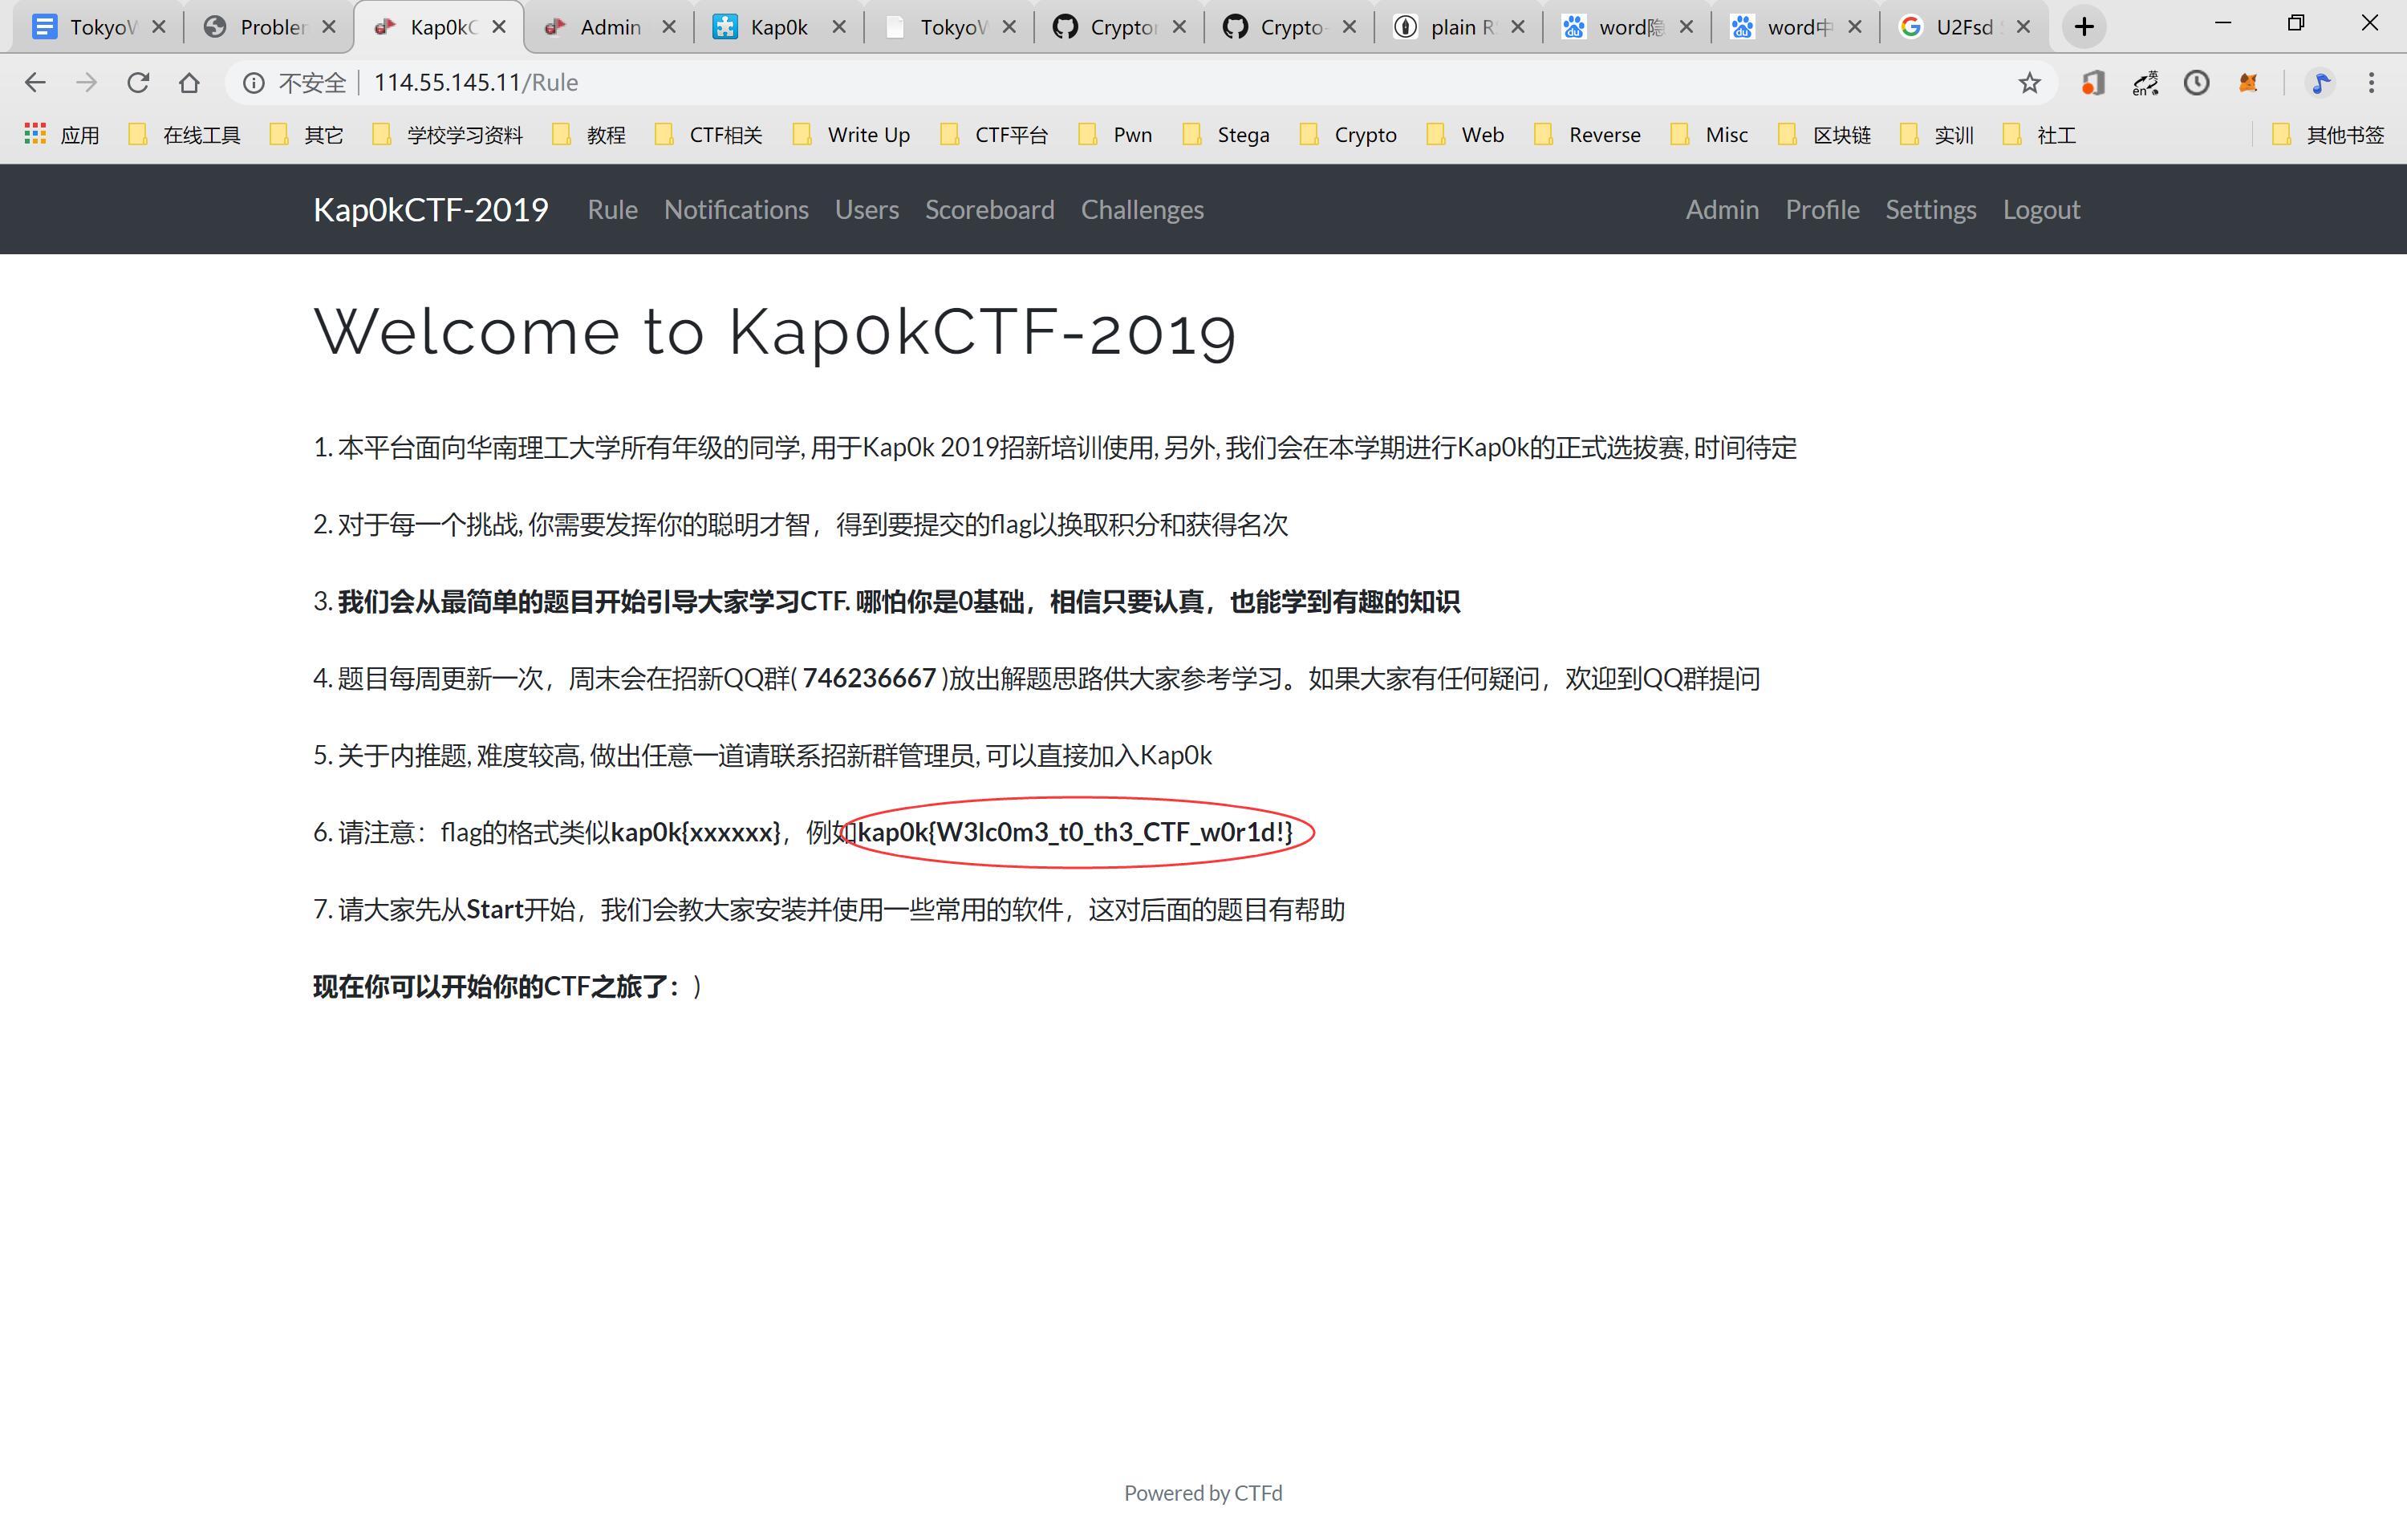 TokyoW
Problem
Kap0kC
Admin
Kap0k
TokyoW
Crypto
Crypto-
plain R
word隐
word中
U2Fsd
不安全 114.55.145.11/Rule
应用 在线工具 其它 学校学习资料 教程 CTF相关 Write Up CTF平台 Pwn Stega Crypto Web Reverse Misc 区块链 实训 社工 其他书签
Kap0kCTF-2019 Rule Notifications Users Scoreboard Challenges Admin Profile Settings Logout
Welcome to Kap0kCTF-2019
1. 本平台面向华南理工大学所有年级的同学, 用于Kap0k 2019招新培训使用, 另外, 我们会在本学期进行Kap0k的正式选拔赛, 时间待定
2. 对于每一个挑战, 你需要发挥你的聪明才智，得到要提交的flag以换取积分和获得名次
3. 我们会从最简单的题目开始引导大家学习CTF. 哪怕你是0基础，相信只要认真，也能学到有趣的知识
4. 题目每周更新一次，周末会在招新QQ群( 746236667 )放出解题思路供大家参考学习。如果大家有任何疑问，欢迎到QQ群提问
5. 关于内推题, 难度较高, 做出任意一道请联系招新群管理员, 可以直接加入Kap0k
6. 请注意：flag的格式类似kap0k{xxxxxx}，例如kap0k{W3lc0m3_t0_th3_CTF_w0r1d!}
7. 请大家先从Start开始，我们会教大家安装并使用一些常用的软件，这对后面的题目有帮助
现在你可以开始你的CTF之旅了：)
Powered by CTFd